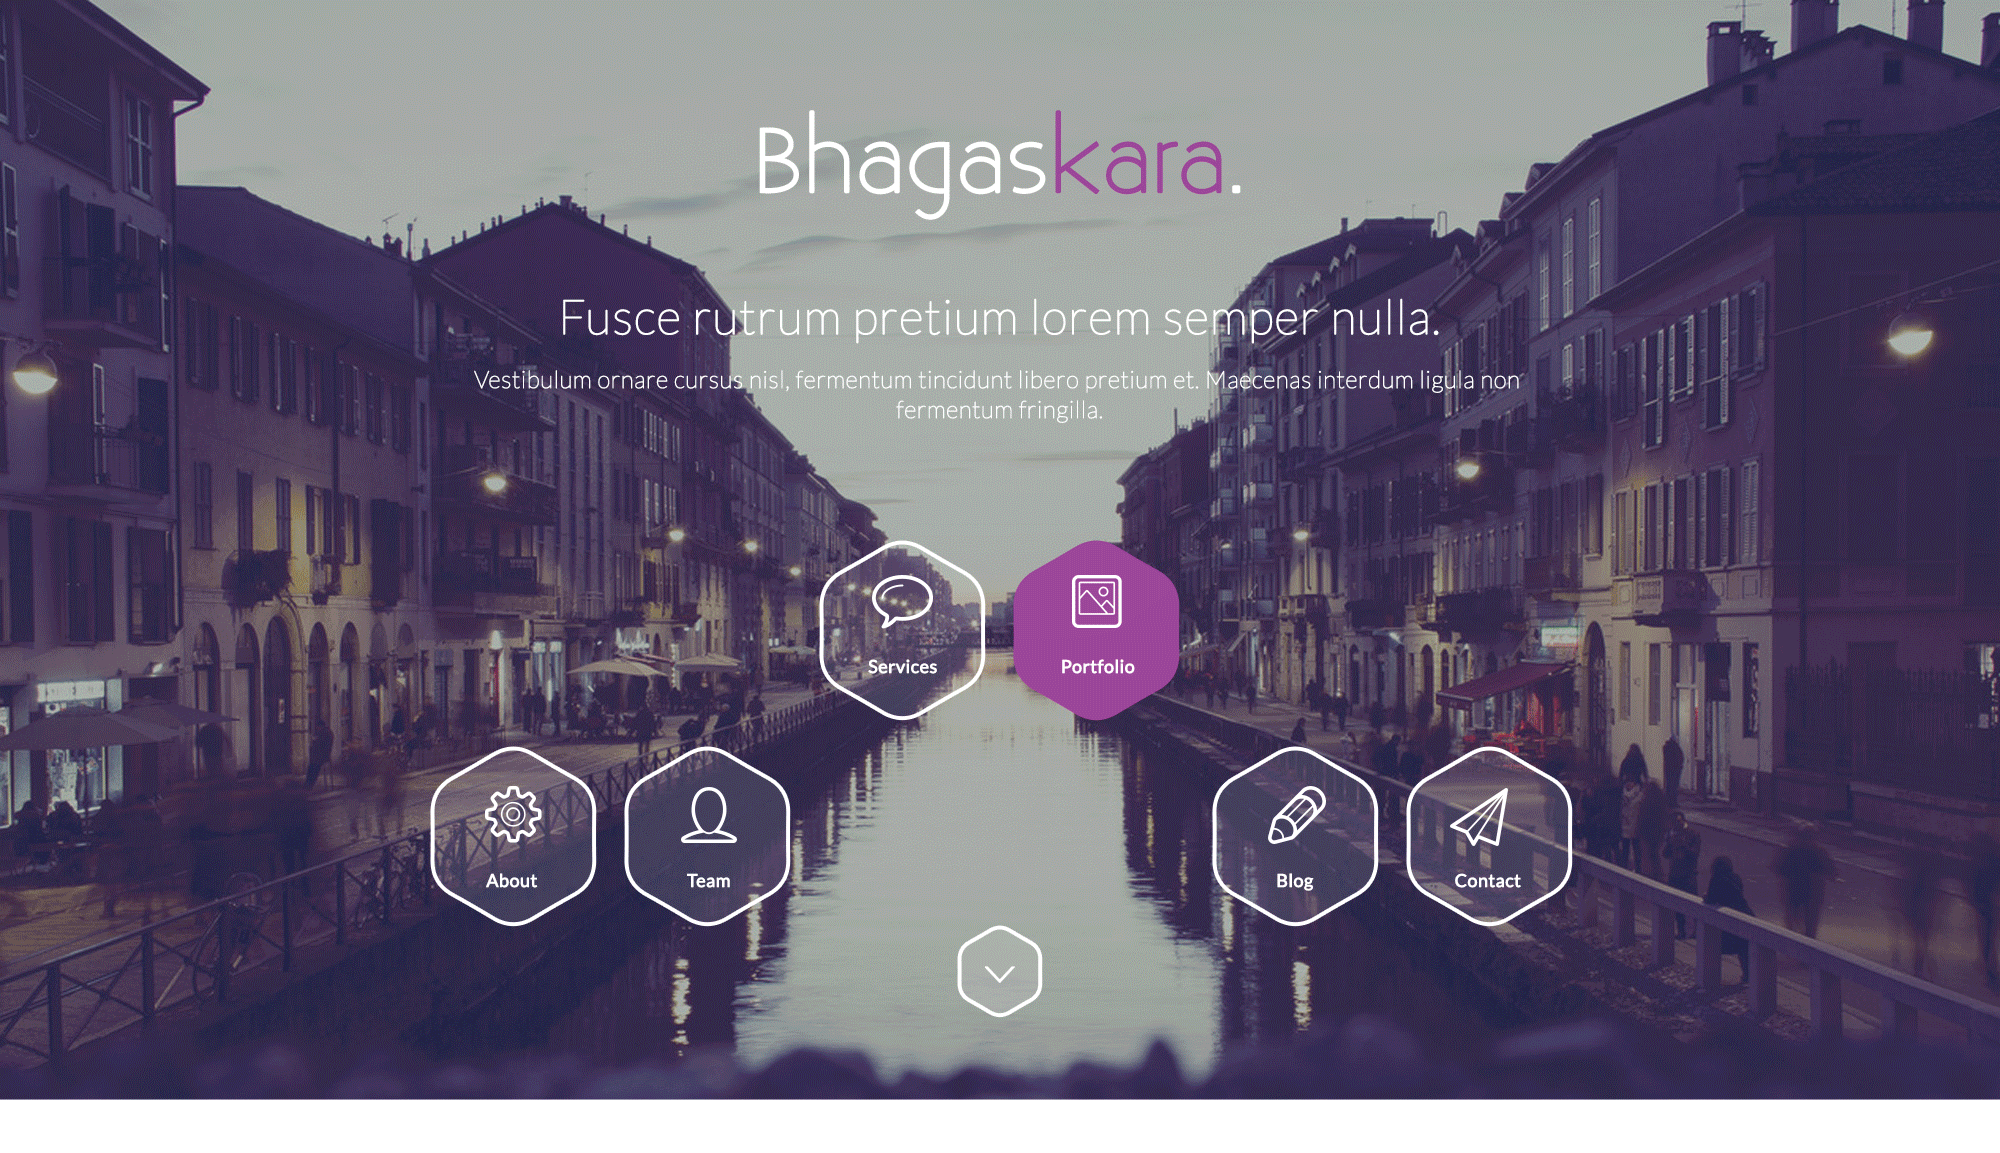 Bhagaskara.
Fusce rutrum pretium lorem semper nulla.
Vestibulum ornare cursus nisl, fermentum tincidunt libero pretium et. Maecenas interdum ligula non
fermentum fringilla.
Services
Portfolio
About
Team
Blog
Contact